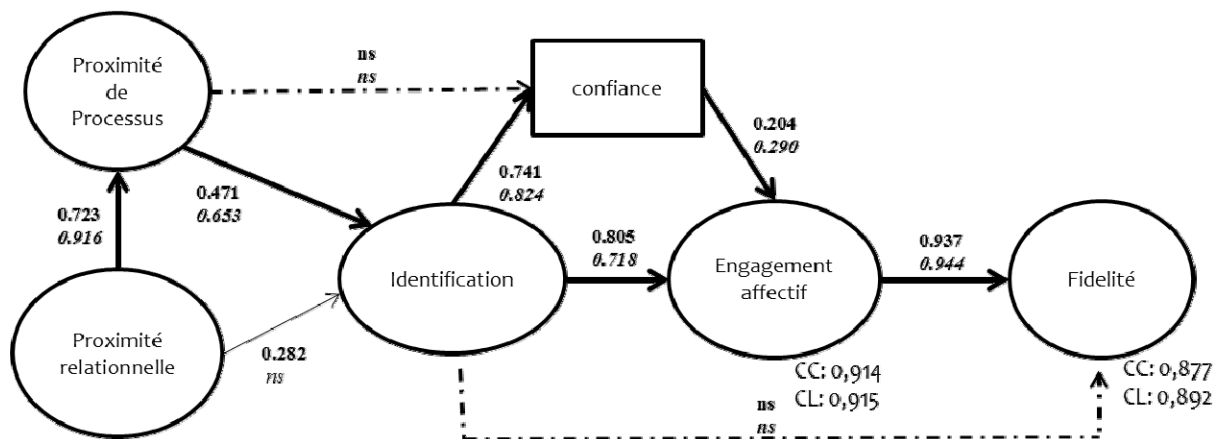 Proximité
de
Processus
ns
ns
confiance
0.204
0.290
0.741
0.824
0.471
0.653
0.723
0.916
Identification
0.805
0.718
Engagement
affectif
0.937
0.944
Fidelité
Proximité
relationnelle
0.282
ns
CC: 0,914
CL: 0,915
CC: 0,877
CL: 0,892
ns
ns